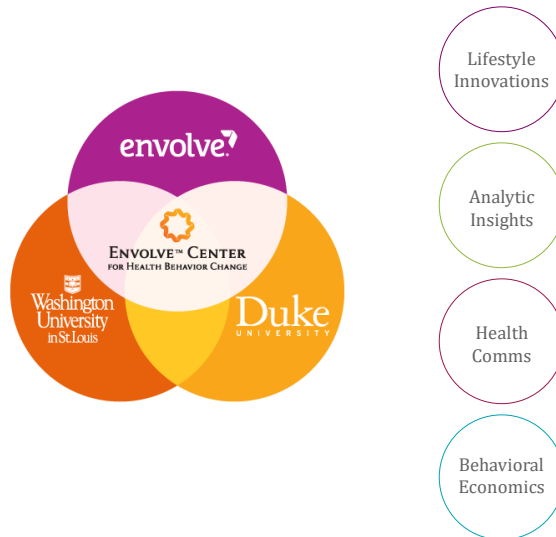 envolve.
ENVOLVE™ CENTER
FOR HEALTH BEHAVIOR CHANGE
Washington
University
in St. Louis
Duke
UNIVERSITY
Lifestyle
Innovations
Analytic
Insights
Health
Comms
Behavioral
Economics